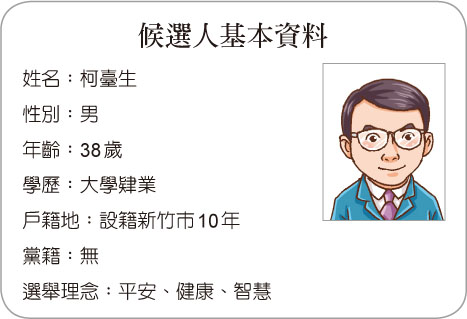 候選人基本資料
姓名：柯臺生
性別：男
年齡：38歲
學歷：大學肄業
戶籍地：設籍新竹市10年
黨籍：無
選舉理念：平安、健康、智慧